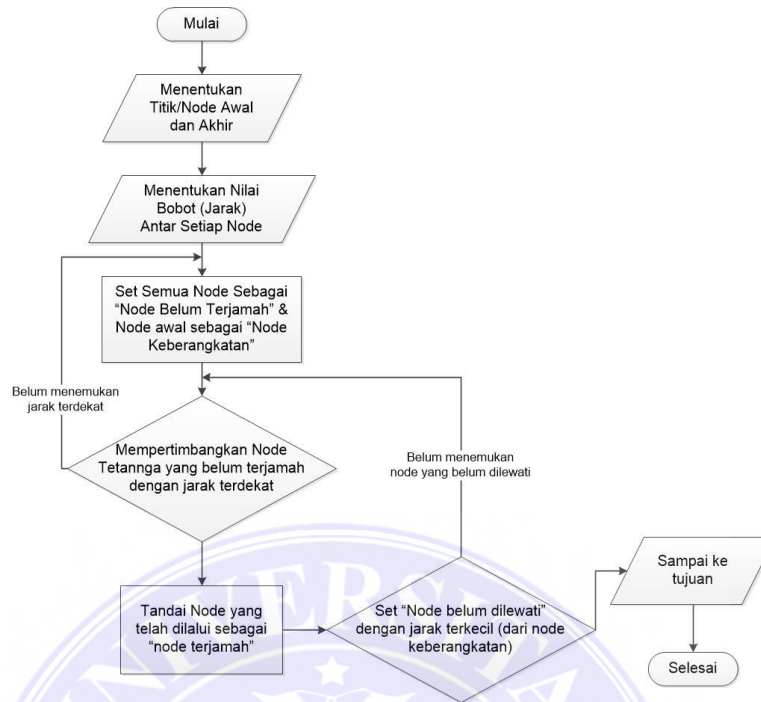 Mulai
Menentukan
Titik/Node Awal
dan Akhir
Menentukan Nilai
Bobot (Jarak)
Antar Setiap Node
Set Semua Node Sebagai
“Node Belum Terjamah” &
Node awal sebagai “Node
Keberangkatan”
Belum menemukan
jarak terdekat
Mempertimbangkan Node
Tetannga yang belum terjamah
dengan jarak terdekat
Belum menemukan
node yang belum dilewati
Tandai Node yang
telah dilalui sebagai
“node terjamah”
Set “Node belum dilewati”
dengan jarak terkecil (dari node
keberangkatan)
Sampai ke
tujuan
Selesai
UNIVERSITA